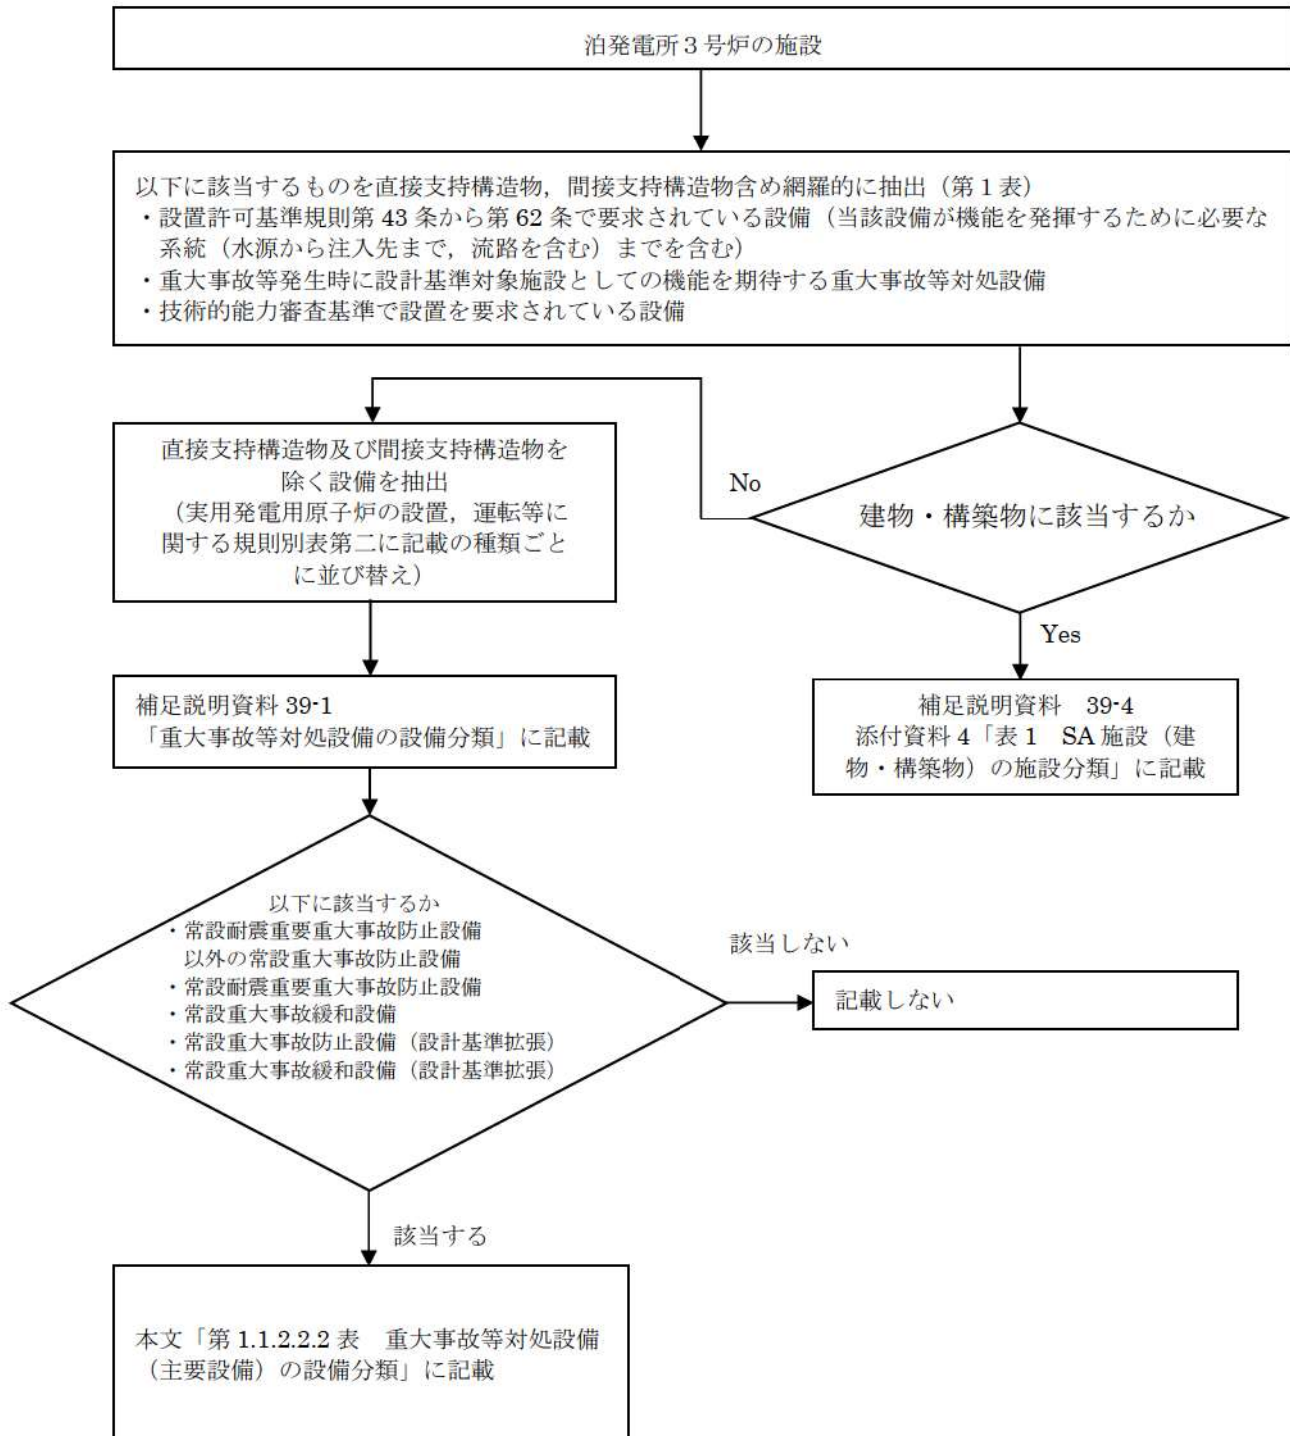 泊発電所３号炉の施設
以下に該当するものを直接支持構造物，間接支持構造物含め網羅的に抽出（第１表）
・設置許可基準規則第 43 条から第 62 条で要求されている設備（当該設備が機能を発揮するために必要な
系統（水源から注入先まで，流路を含む）までを含む）
・重大事故等発生時に設計基準対象施設としての機能を期待する重大事故等対処設備
・技術的能力審査基準で設置を要求されている設備
直接支持構造物及び間接支持構造物を
除く設備を抽出
（実用発電用原子炉の設置，運転等に
関する規則別表第二に記載の種類ごと
に並び替え）
No
建物・構築物に該当するか
Yes
補足説明資料 39-1
「重大事故等対処設備の設備分類」に記載
補足説明資料　39-4
添付資料 4「表 1　SA 施設（建
物・構築物）の施設分類」に記載
以下に該当するか
・常設耐震重要重大事故防止設備
以外の常設重大事故防止設備
・常設耐震重要重大事故防止設備
・常設重大事故緩和設備
・常設重大事故防止設備（設計基準拡張）
・常設重大事故緩和設備（設計基準拡張）
該当しない
記載しない
該当する
本文「第 1.1.2.2.2 表　重大事故等対処設備
（主要設備）の設備分類」に記載